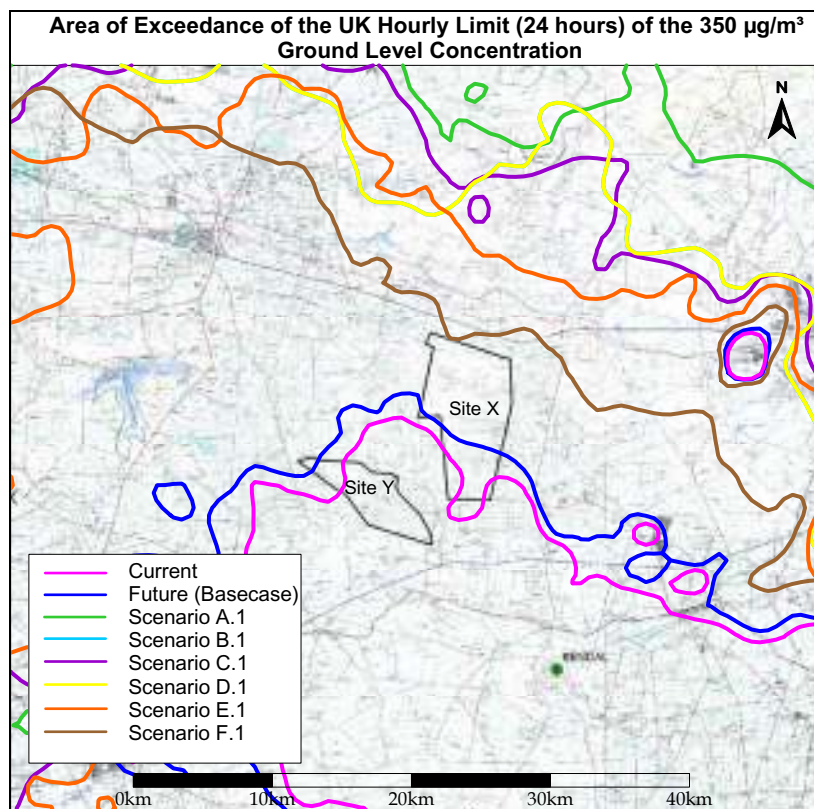 Area of Exceedance of the UK Hourly Limit (24 hours) of the 350 µg/m³
Ground Level Concentration
N
Site X
Site Y
Current
Future (Basecase)
Scenario A.1
Scenario B.1
Scenario C.1
Scenario D.1
Scenario E.1
Scenario F.1
0km
10km
20km
30km
40km